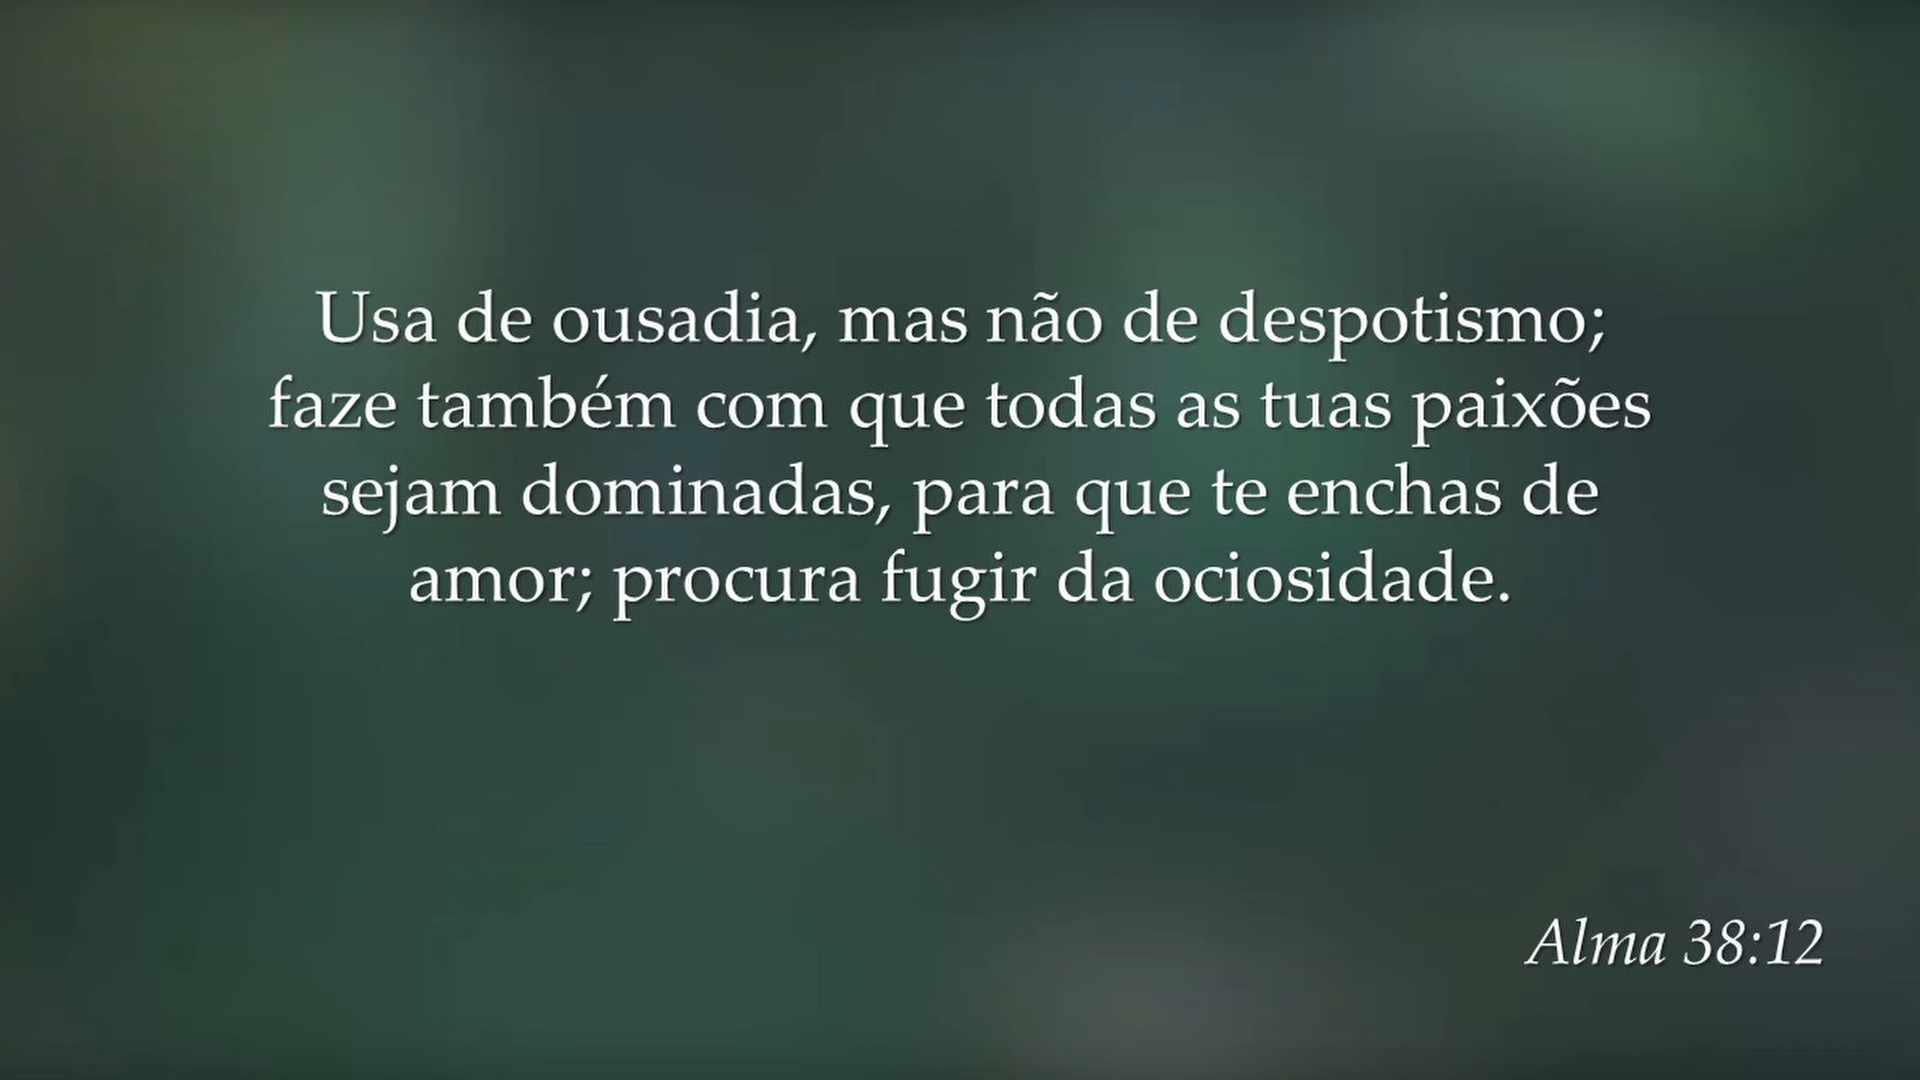 Usa de ousadia, mas não de despotismo;
faze também com que todas as tuas paixões
sejam dominadas, para que te enchas de
amor; procura fugir da ociosidade.
Alma 38:12